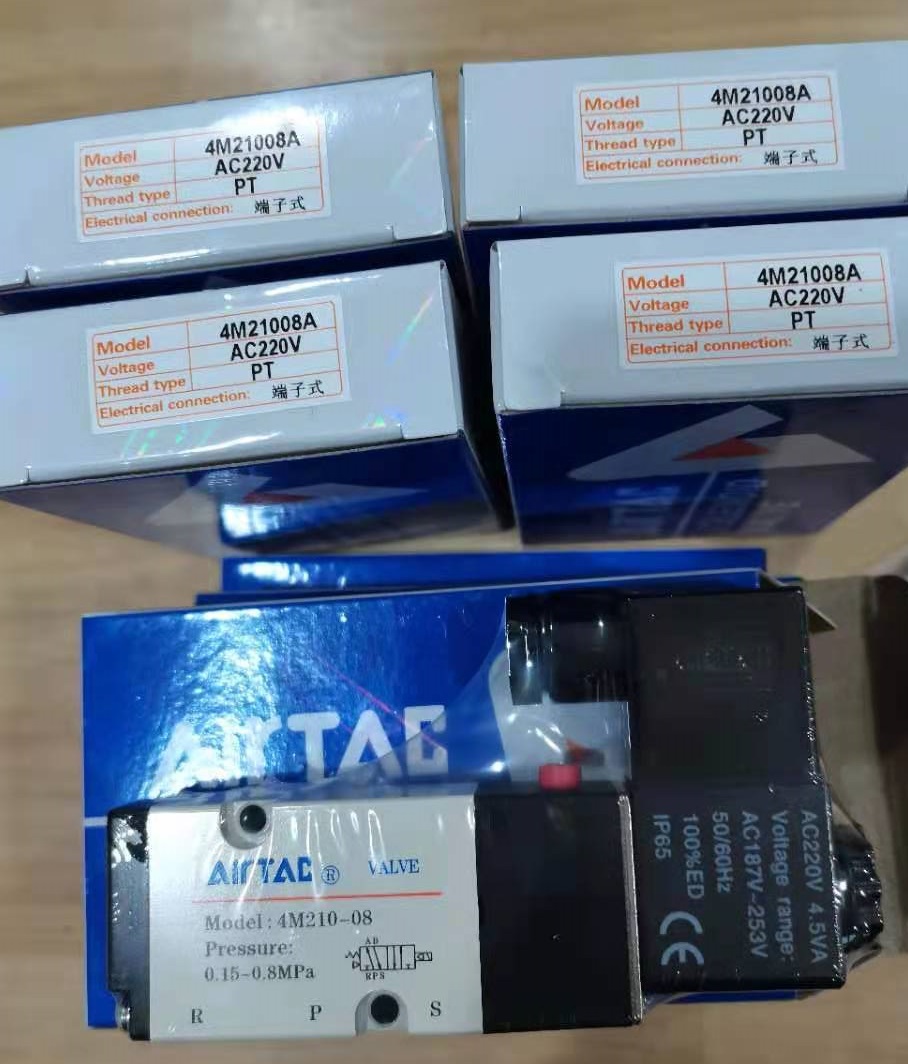 Model 4M21008A
Voltage AC220V
Thread type PT
Electrical connection: 端子式
Model 4M21008A
Voltage AC220V
Thread type PT
Electrical connection: 端子式
Model 4M21008A
Voltage AC220V
Thread type PT
Electrical connection: 端子式
Model 4M21008A
Voltage AC220V
Thread type PT
Electrical connection: 端子式
AIRTAC
AIRTAC ® VALVE
Model: 4M210-08
Pressure:
0.15-0.8MPa
AB
RPS
R P S
AC220V 4.5VA
Voltage range:
AC187V~253V
50/60Hz
100%ED
IP65
CE